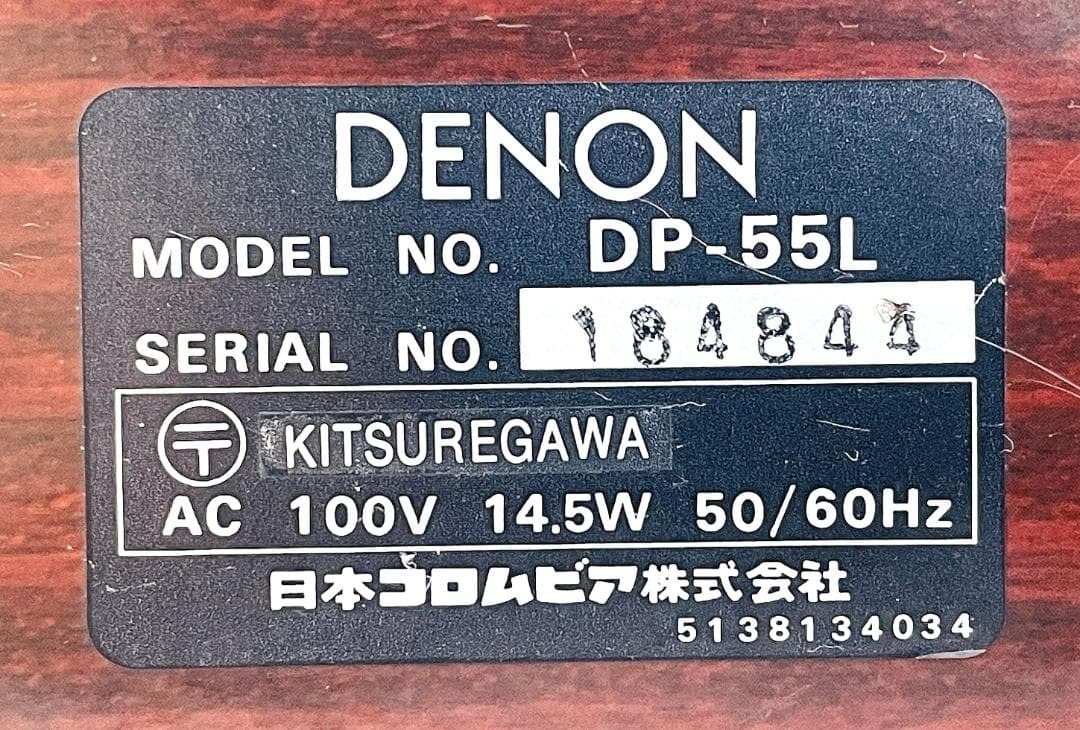 DENON
MODEL NO. DP-55L
SERIAL NO. 184844
〒 KITSUREGAWA
AC 100V 14.5W 50/60Hz
日本コロムビア株式会社
5138134034